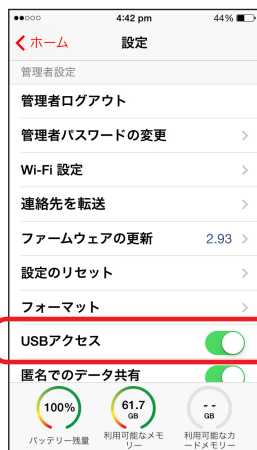 4:42 pm
44%
ホーム
設定
管理者設定
管理者ログアウト
管理者パスワードの変更
Wi-Fi 設定
連絡先を転送
ファームウェアの更新 2.93
設定のリセット
フォーマット
USBアクセス
匿名でのデータ共有
100%
バッテリー残量
61.7
GB
利用可能なメモ
リー
--
GB
利用可能なカ
ードメモリー